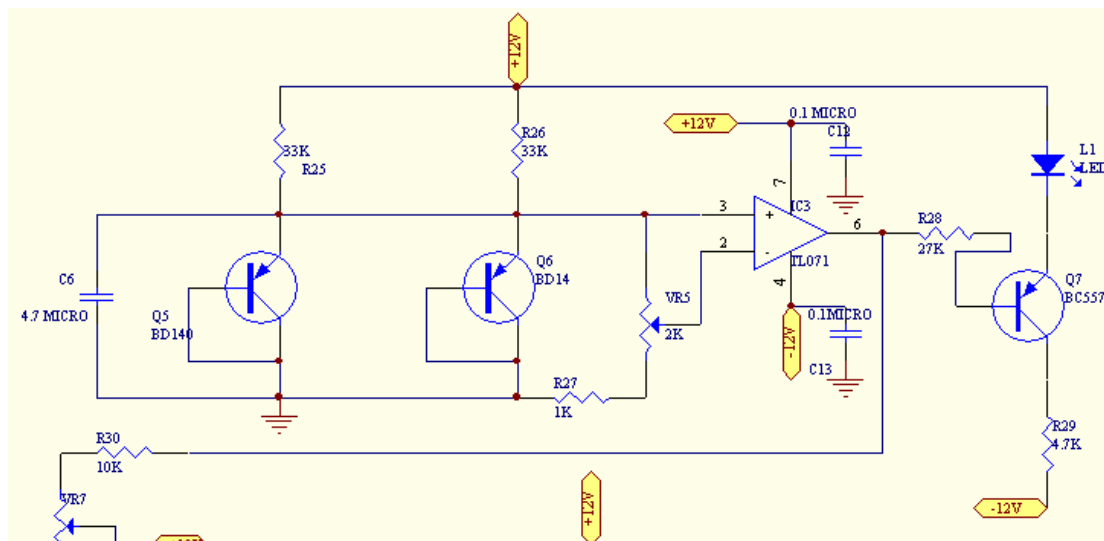 +12V
R26
33K
33K
R25
+12V
0.1 MICRO
C12
L1
LED
7
IC3
3
+
2
-
6
TL071
4
R28
27K
Q7
BC557
C6
4.7 MICRO
Q5
BD140
Q6
BD14
VR5
2K
0.1MICRO
-12V
C13
R27
1K
R29
4.7K
R30
10K
VR7
+12V
-12V